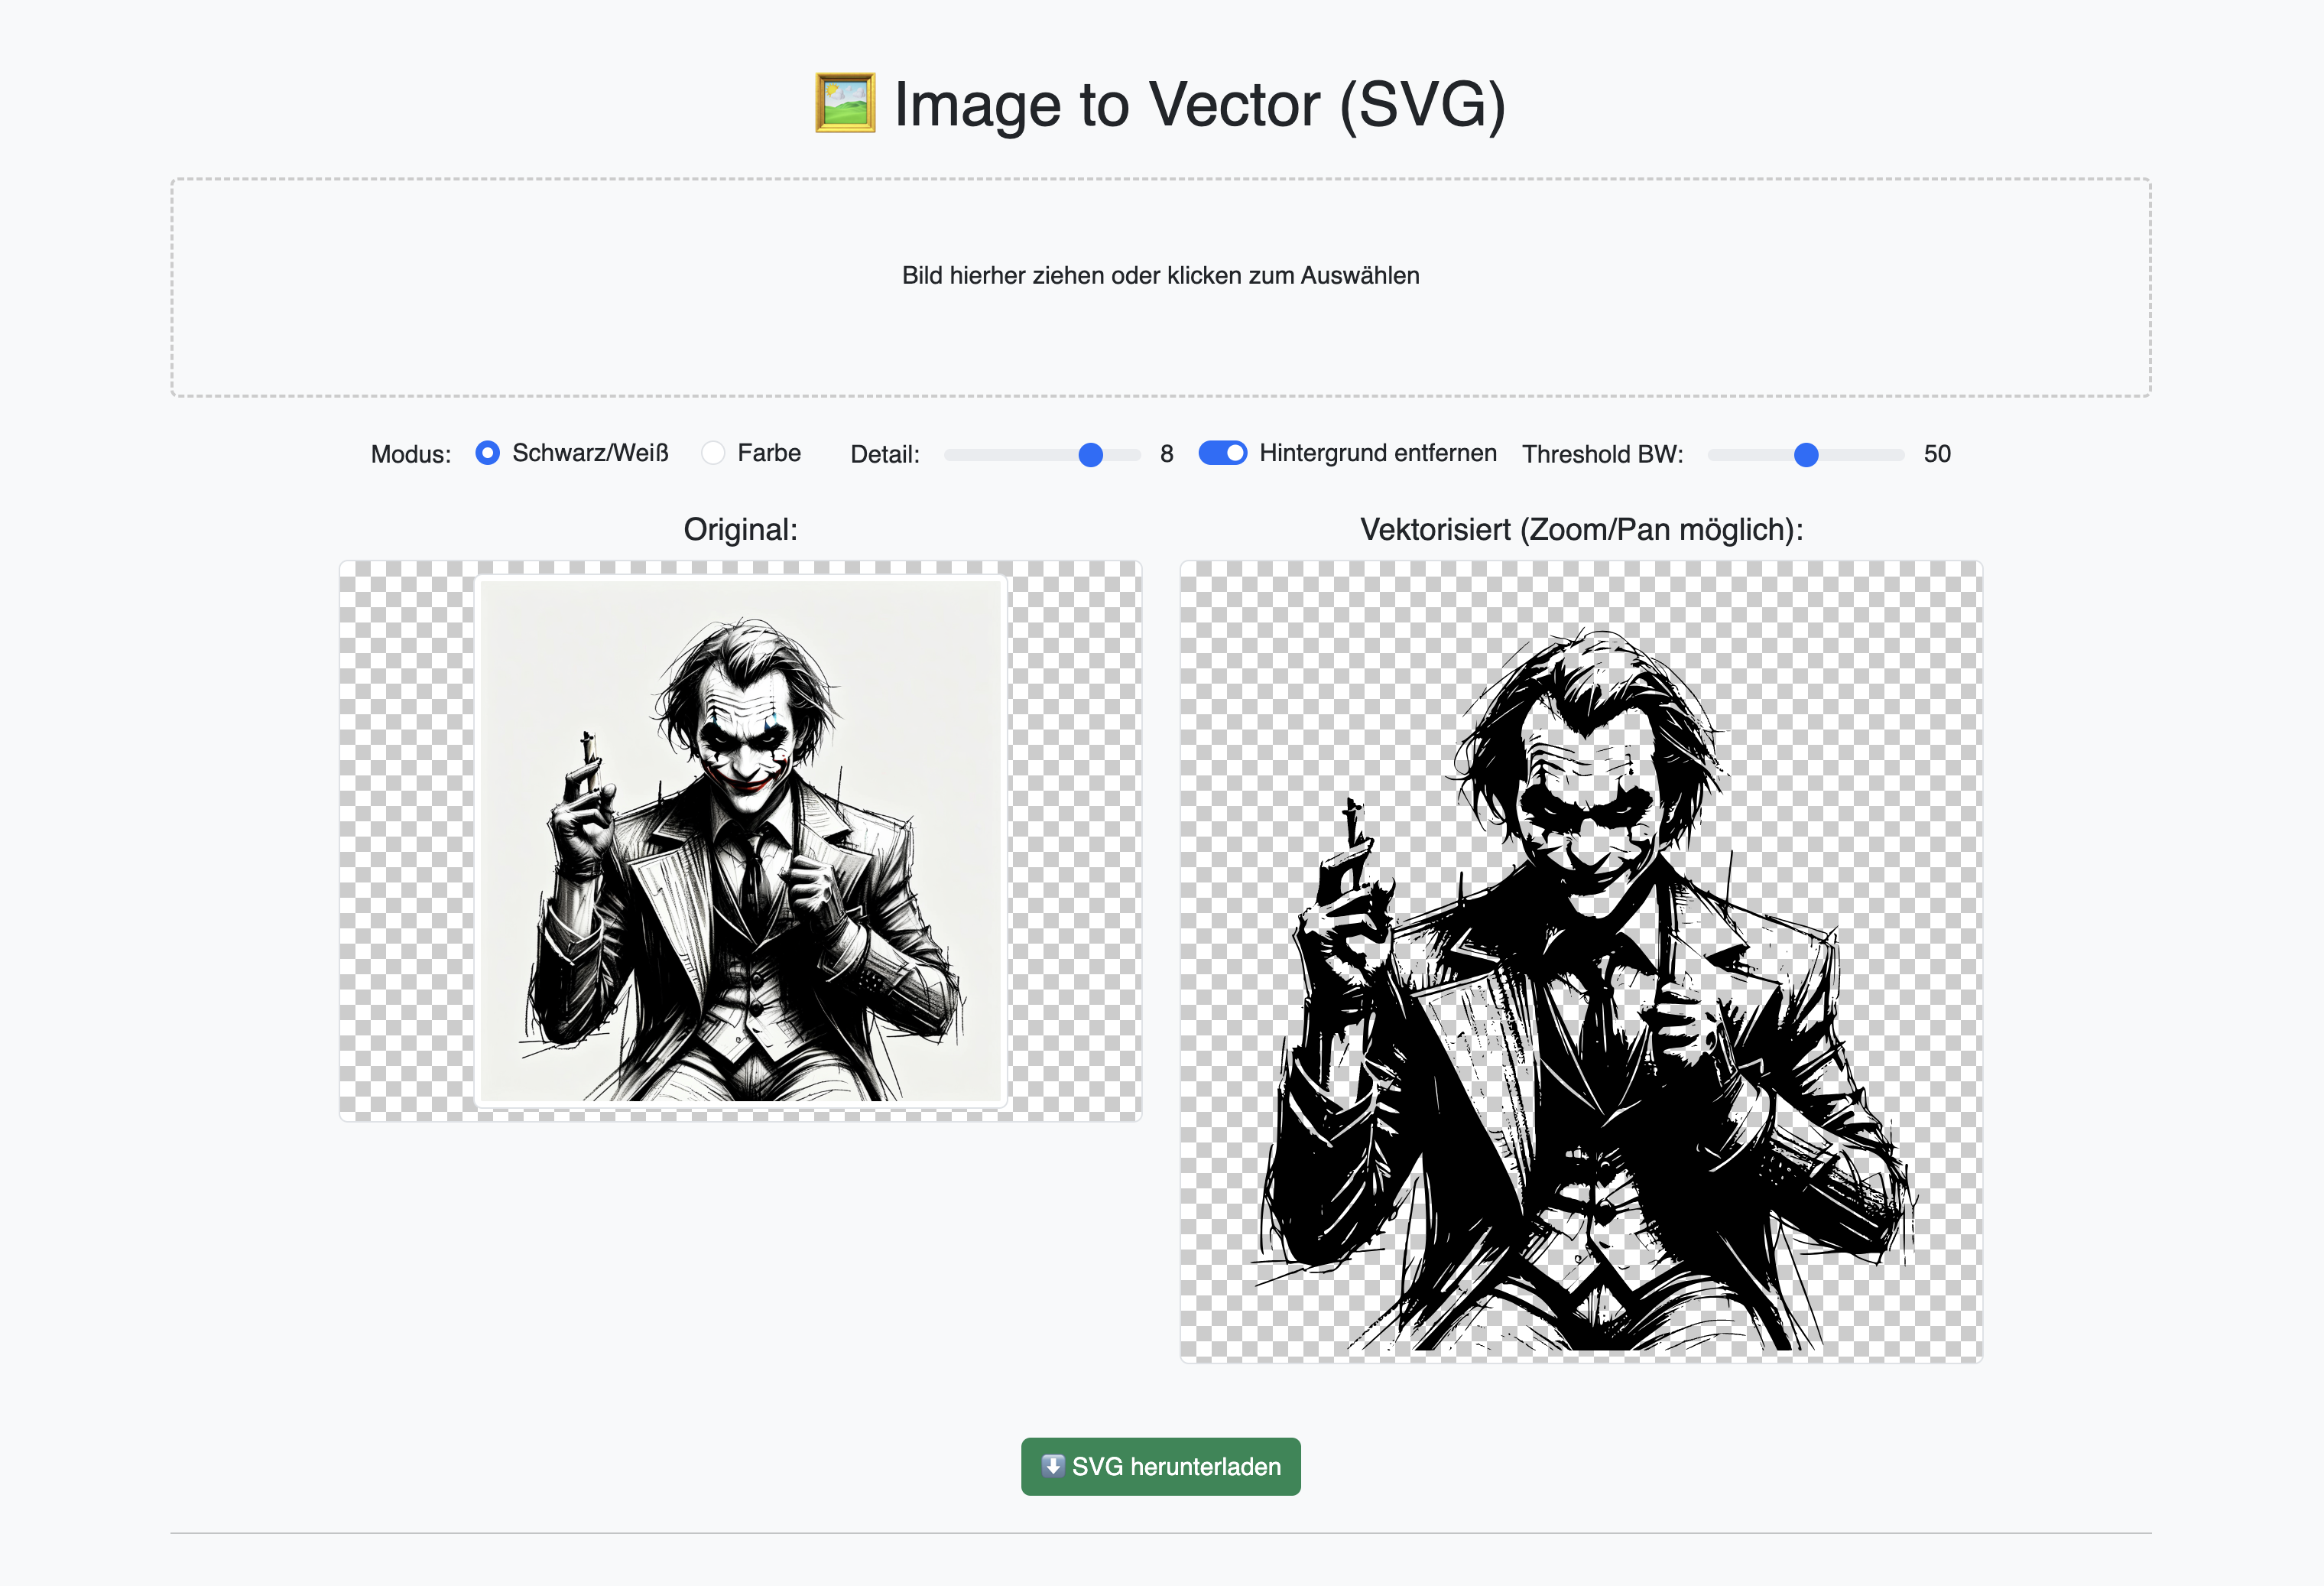 Image to Vector (SVG)
Bild hierher ziehen oder klicken zum Auswählen
Modus: Schwarz/Weiß Farbe Detail: 8 Hintergrund entfernen Threshold BW: 50
Original: Vektorisiert (Zoom/Pan möglich):
SVG herunterladen